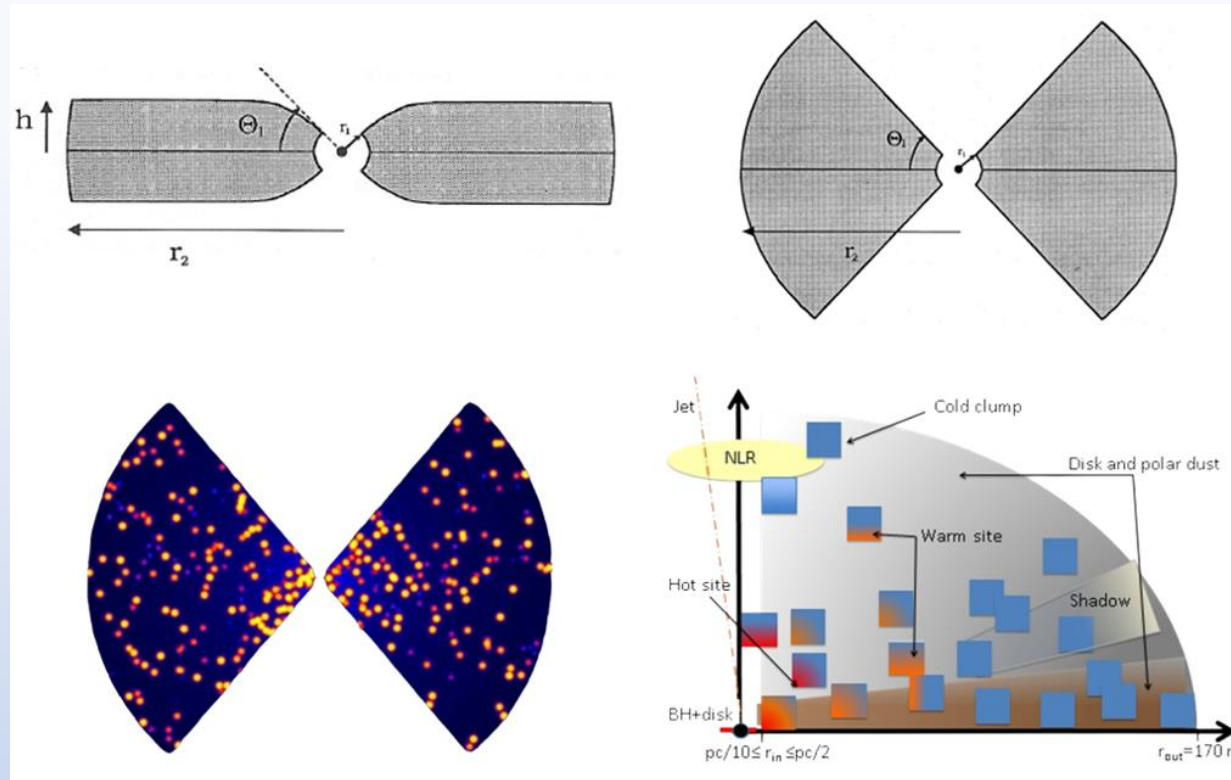 h
Θ₁
r₁
r₂
Θ₁
r₁
r₂
Jet
NLR
Cold clump
Disk and polar dust
Warm site
Hot site
Shadow
BH+disk
pc/10≤ rᵢₙ ≤pc/2
rₒᵤₜ=170 r